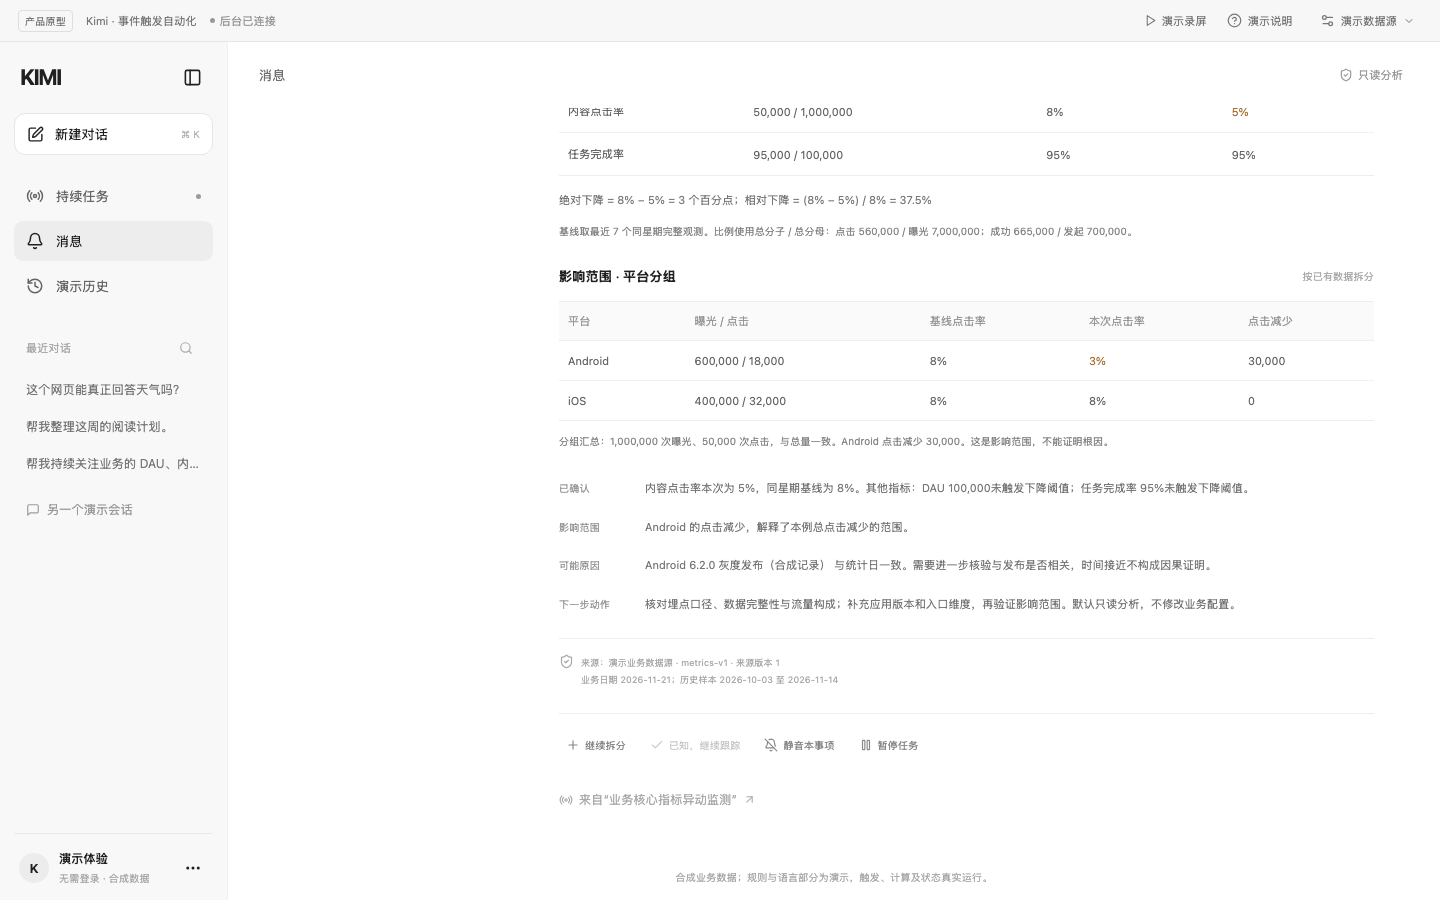 产品原型 Kimi · 事件触发自动化 后台已连接 演示录屏 演示说明 演示数据源
KIMI
新建对话 ⌘ K
持续任务
消息
演示历史
最近对话
这个网页能真正回答天气吗?
帮我整理这周的阅读计划。
帮我持续关注业务的 DAU、内...
另一个演示会话
K 演示体验
无需登录 · 合成数据
消息 只读分析
内容点击率 50,000 / 1,000,000 8% 5%
任务完成率 95,000 / 100,000 95% 95%
绝对下降 = 8% − 5% = 3 个百分点；相对下降 = (8% − 5%) / 8% = 37.5%
基线取最近 7 个同星期完整观测。比例使用总分子 / 总分母：点击 560,000 / 曝光 7,000,000；成功 665,000 / 发起 700,000。
影响范围 · 平台分组 按已有数据拆分
平台 曝光 / 点击 基线点击率 本次点击率 点击减少
Android 600,000 / 18,000 8% 3% 30,000
iOS 400,000 / 32,000 8% 8% 0
分组汇总：1,000,000 次曝光、50,000 次点击，与总量一致。Android 点击减少 30,000。这是影响范围，不能证明根因。
已确认 内容点击率本次为 5%，同星期基线为 8%。其他指标：DAU 100,000未触发下降阈值；任务完成率 95%未触发下降阈值。
影响范围 Android 的点击减少，解释了本例总点击减少的范围。
可能原因 Android 6.2.0 灰度发布（合成记录） 与统计日一致。需要进一步核验与发布是否相关，时间接近不构成因果证明。
下一步动作 核对埋点口径、数据完整性与流量构成；补充应用版本和入口维度，再验证影响范围。默认只读分析，不修改业务配置。
来源：演示业务数据源 · metrics-v1 · 来源版本 1
业务日期 2026-11-21；历史样本 2026-10-03 至 2026-11-14
继续拆分 已知，继续跟踪 静音本事项 暂停任务
来自“业务核心指标异动监测”
合成业务数据；规则与语言部分为演示，触发、计算及状态真实运行。